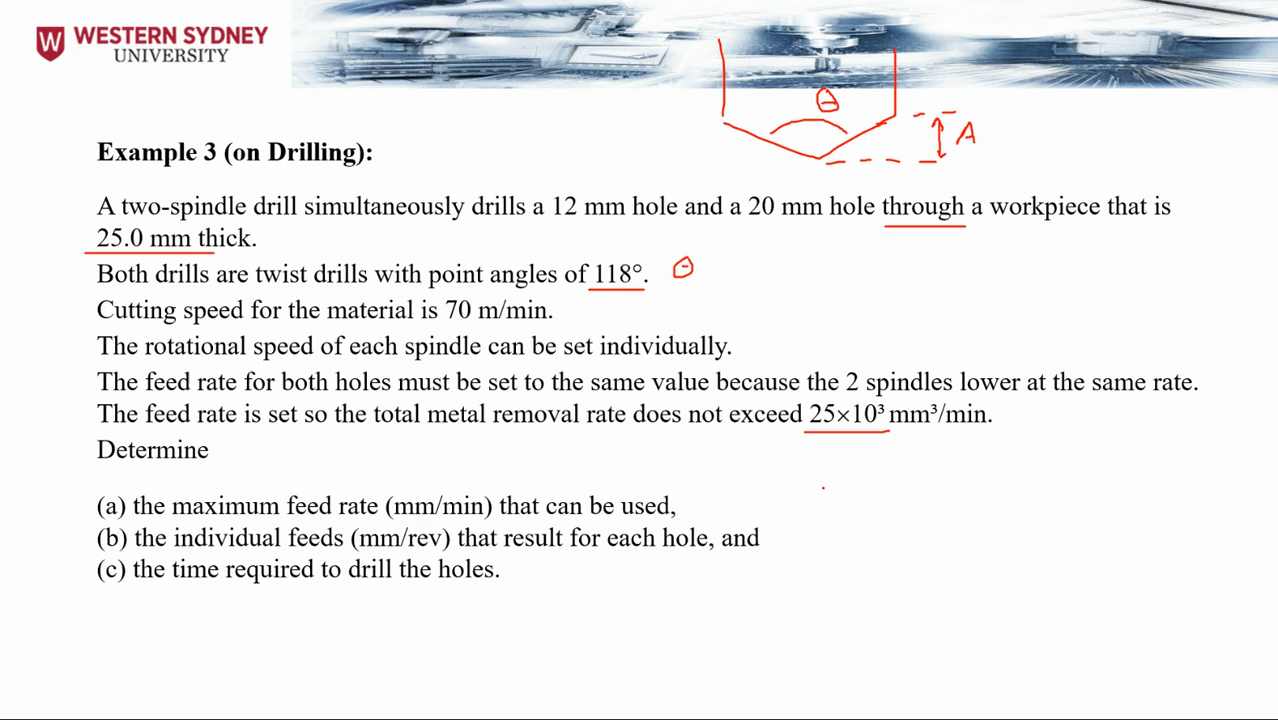 WESTERN SYDNEY
UNIVERSITY
W
θ
A
Example 3 (on Drilling):
A two-spindle drill simultaneously drills a 12 mm hole and a 20 mm hole through a workpiece that is
25.0 mm thick.
Both drills are twist drills with point angles of 118°. θ
Cutting speed for the material is 70 m/min.
The rotational speed of each spindle can be set individually.
The feed rate for both holes must be set to the same value because the 2 spindles lower at the same rate.
The feed rate is set so the total metal removal rate does not exceed 25×10³ mm³/min.
Determine
(a) the maximum feed rate (mm/min) that can be used,
(b) the individual feeds (mm/rev) that result for each hole, and
(c) the time required to drill the holes.